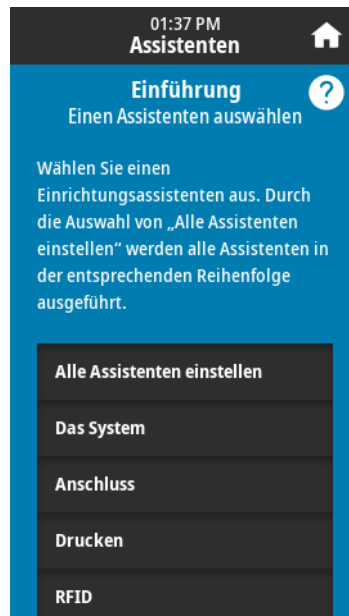 01:37 PM
Assistenten
Einführung
?
Einen Assistenten auswählen
Wählen Sie einen
Einrichtungsassistenten aus. Durch
die Auswahl von „Alle Assistenten
einstellen“ werden alle Assistenten in
der entsprechenden Reihenfolge
ausgeführt.
Alle Assistenten einstellen
Das System
Anschluss
Drucken
RFID